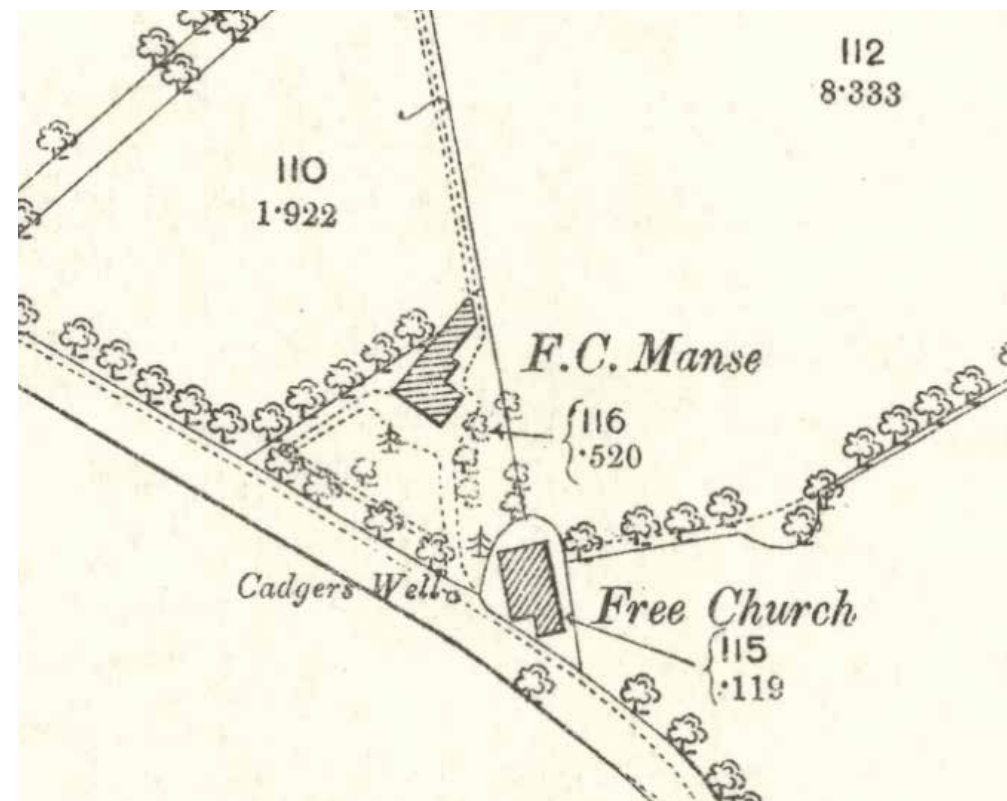 112
8·333
110
1·922
F.C. Manse
116
·520
Cadgers Well
Free Church
115
·119